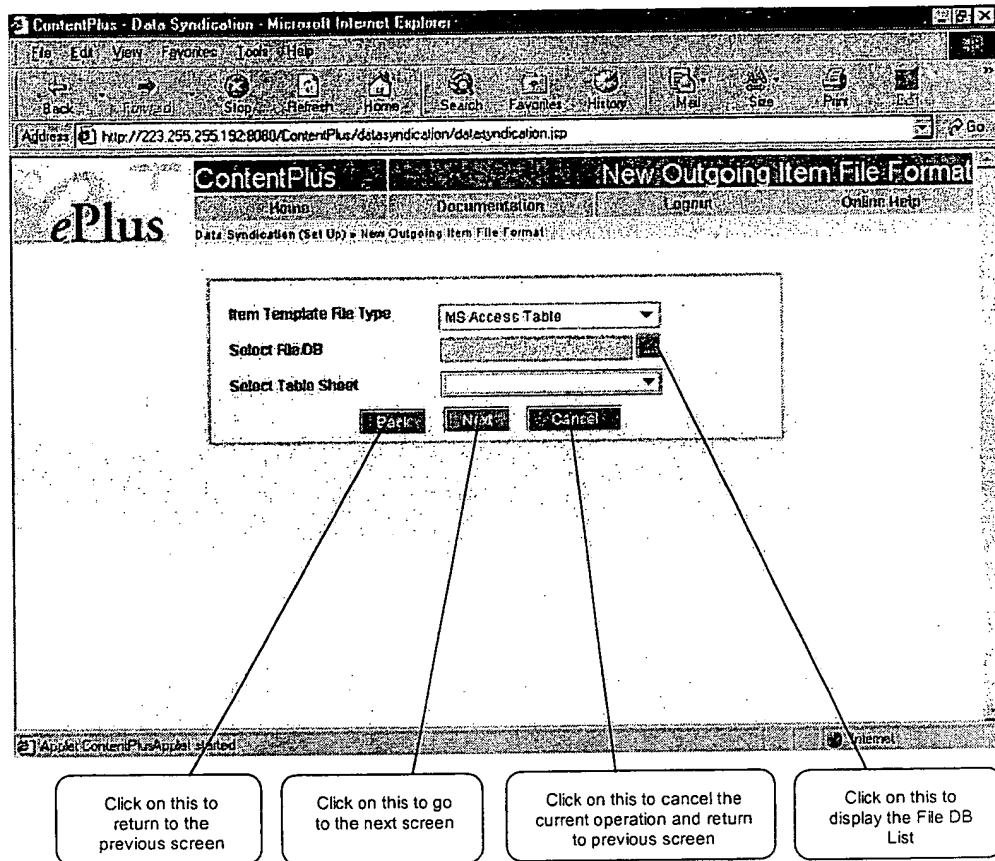 ContentPlus - Data Syndication - Microsoft Internet Explorer
File Edit View Favorites Tools Help
Back Forward Stop Refresh Home Search Favorites History Mail Size Print Edit
Address http://223.255.255.192:8080/ContentPlus/datasyndication/datasyndication.jsp Go
ePlus
ContentPlus New Outgoing Item File Format
Home Documentation Logout Online Help
Data Syndication (Set Up) » New Outgoing Item File Format
Item Template File Type MS Access Table
Select File/DB
Select Table Sheet
Back Next Cancel
Applet ContentPlusApplet started Internet
Click on this to
return to the
previous screen
Click on this to go
to the next screen
Click on this to cancel the
current operation and return
to previous screen
Click on this to
display the File DB
List